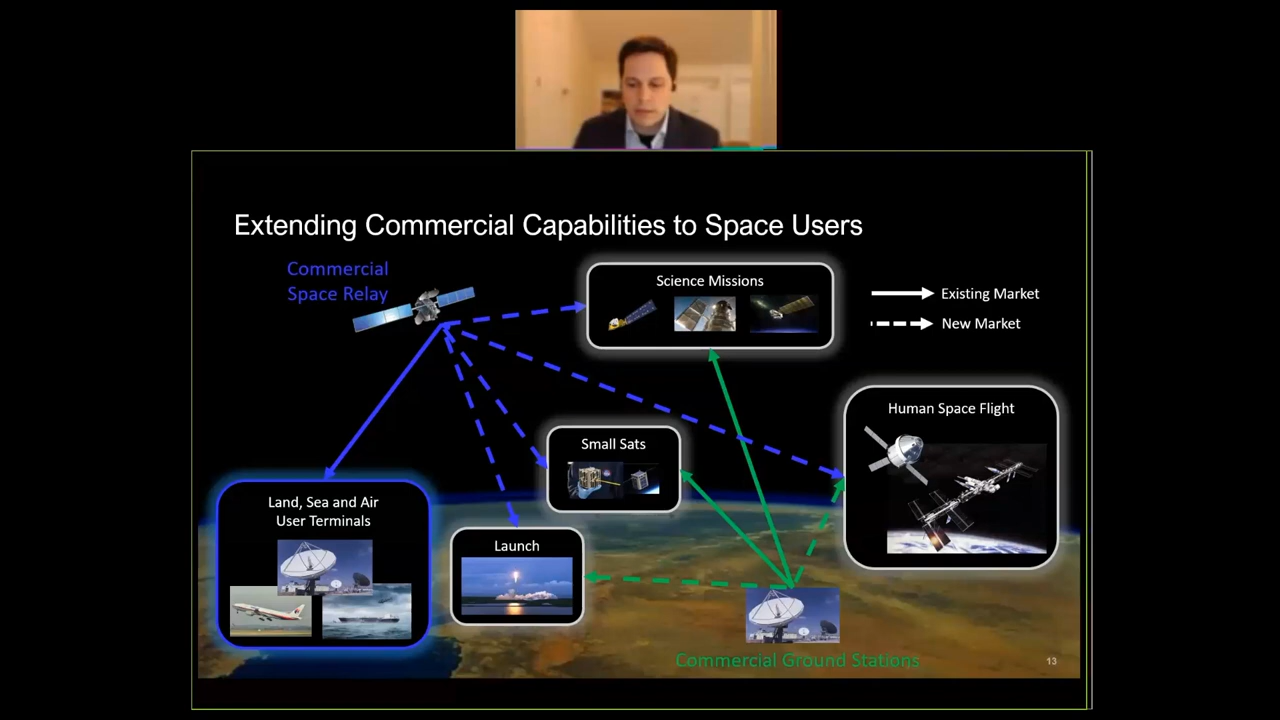 Extending Commercial Capabilities to Space Users
Commercial
Space Relay
Science Missions
Existing Market
New Market
Human Space Flight
Small Sats
Land, Sea and Air
User Terminals
Launch
Commercial Ground Stations
13